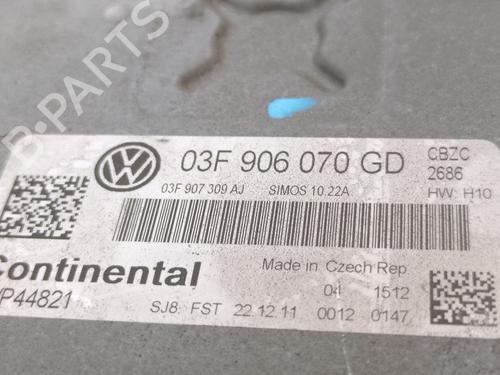 B-PARTS
03F 906 070 GD
CBZC
2686
03F 907 309 AJ SIMOS 10.22A
HW: H10
Continental
Made in Czech Rep.
04 1512
P44821
SJ8 FST 22.12.11 0012 0147